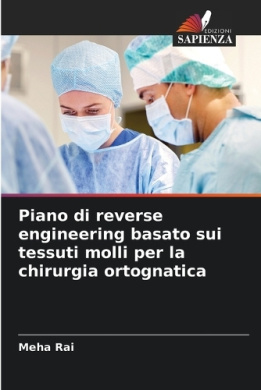 EDIZIONI
SAPIENZA
Piano di reverse
engineering basato sui
tessuti molli per la
chirurgia ortognatica
Meha Rai